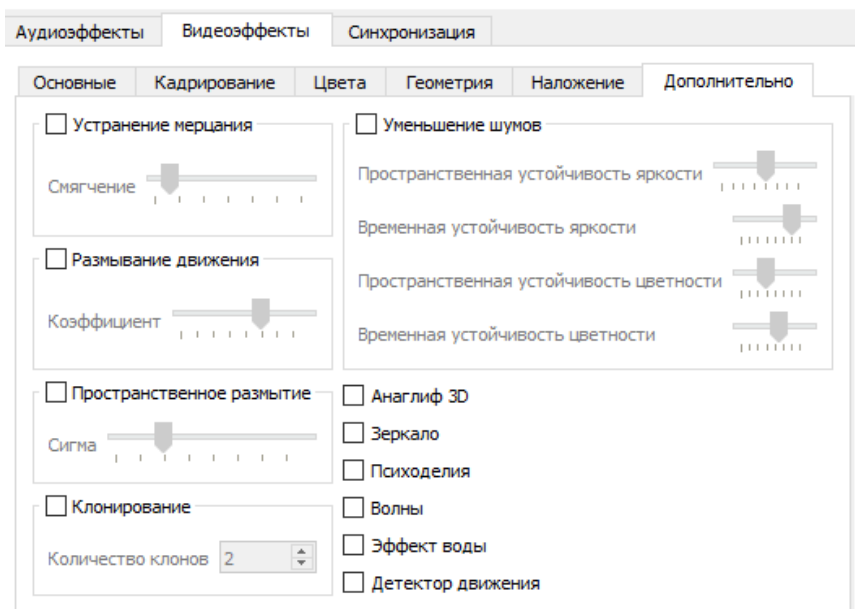 Аудиоэффекты Видеоэффекты Синхронизация
Основные Кадрирование Цвета Геометрия Наложение Дополнительно
Устранение мерцания
Смягчение
Размывание движения
Коэффициент
Пространственное размытие
Сигма
Клонирование
Количество клонов 2
Уменьшение шумов
Пространственная устойчивость яркости
Временная устойчивость яркости
Пространственная устойчивость цветности
Временная устойчивость цветности
Анаглиф 3D
Зеркало
Психоделия
Волны
Эффект воды
Детектор движения